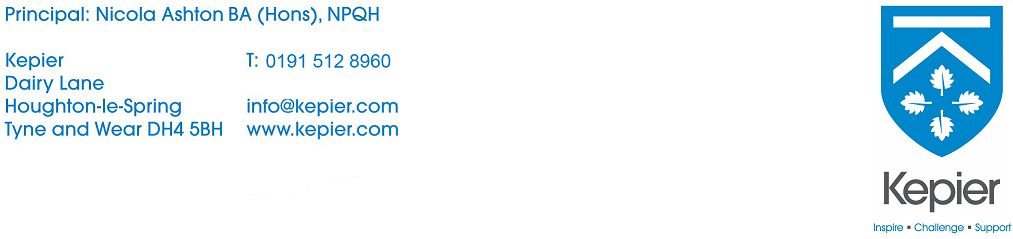 Principal: Nicola Ashton BA (Hons), NPQH
Kepier T: 0191 512 8960
Dairy Lane
Houghton-le-Spring info@kepier.com
Tyne and Wear DH4 5BH www.kepier.com
Kepier
Inspire ▪ Challenge ▪ Support